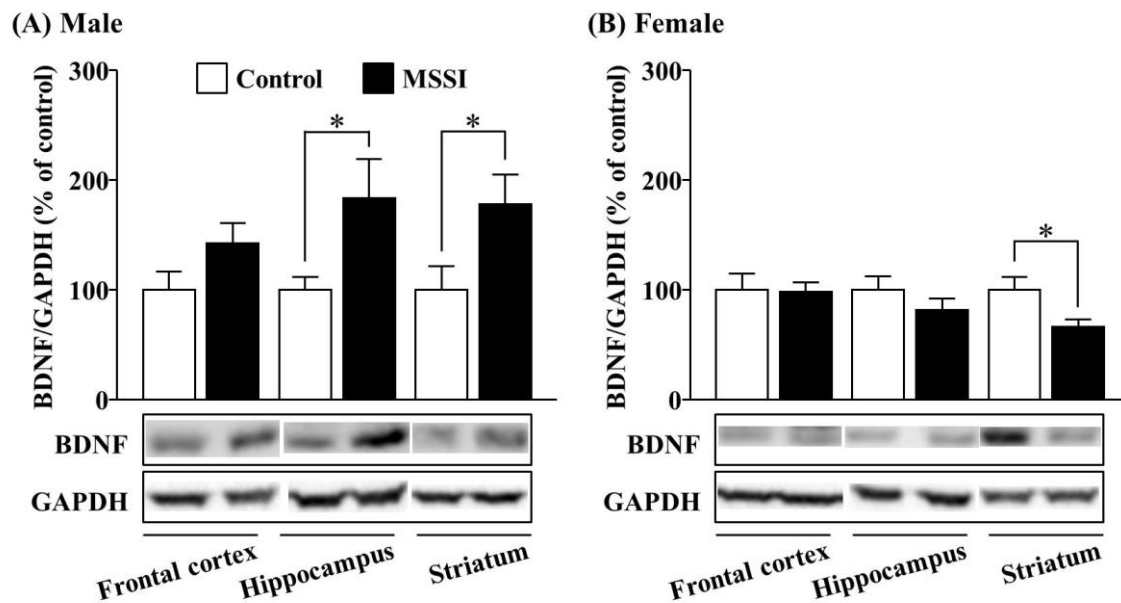 (A) Male
(B) Female
BDNF/GAPDH (% of control)
300
200
100
0
Control
MSSI
*
*
BDNF
GAPDH
Frontal cortex
Hippocampus
Striatum
BDNF/GAPDH (% of control)
300
200
100
0
*
BDNF
GAPDH
Frontal cortex
Hippocampus
Striatum